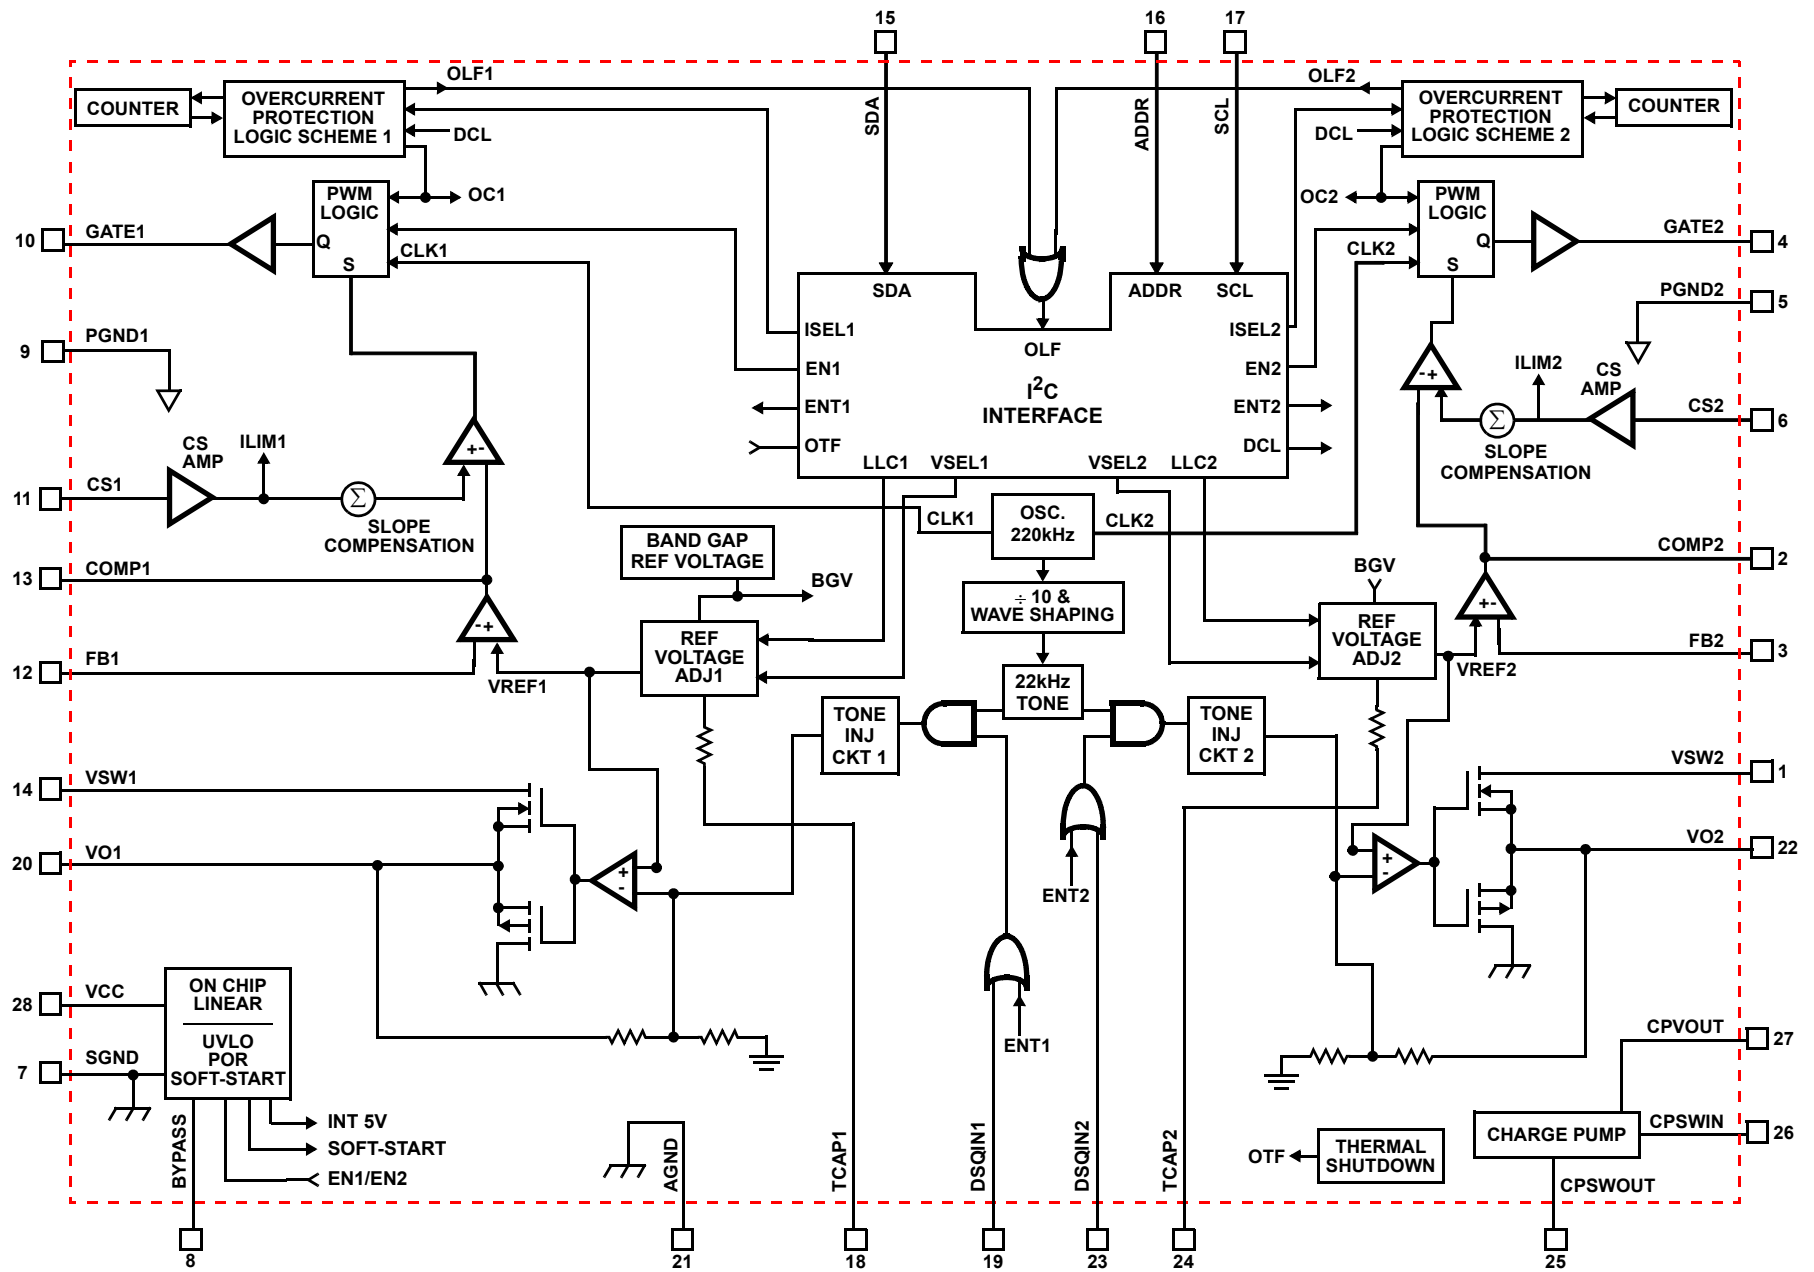 15
16
17
OLF1
OLF2
COUNTER
OVERCURRENT
PROTECTION
LOGIC SCHEME 1
DCL
SDA
ADDR
SCL
DCL
OVERCURRENT
PROTECTION
LOGIC SCHEME 2
COUNTER
PWM
LOGIC
Q
S
OC1
CLK1
OC2
CLK2
PWM
LOGIC
Q
S
10
GATE1
GATE2
4
SDA
ADDR
SCL
PGND2
5
9
PGND1
ISEL1
EN1
ENT1
OTF
OLF
I2C
INTERFACE
ISEL2
EN2
ENT2
DCL
LLC1
VSEL1
VSEL2
LLC2
- +
ILIM2
CS
AMP
CS2
6
Σ
SLOPE
COMPENSATION
CS
AMP
ILIM1
+ -
11
CS1
Σ
SLOPE
COMPENSATION
CLK1
OSC.
220kHz
CLK2
BAND GAP
REF VOLTAGE
BGV
÷ 10 &
WAVE SHAPING
BGV
13
COMP1
COMP2
2
- +
+ -
REF
VOLTAGE
ADJ1
REF
VOLTAGE
ADJ2
12
FB1
VREF1
VREF2
FB2
3
22kHz
TONE
TONE
INJ
CKT 1
TONE
INJ
CKT 2
14
VSW1
VSW2
1
20
VO1
VO2
22
+
-
+
-
ENT2
28
VCC
ON CHIP
LINEAR
UVLO
POR
SOFT-START
7
SGND
ENT1
CPVOUT
27
BYPASS
INT 5V
SOFT-START
EN1/EN2
AGND
TCAP1
DSQIN1
DSQIN2
TCAP2
OTF
THERMAL
SHUTDOWN
CHARGE PUMP
CPSWIN
26
CPSWOUT
8
21
18
19
23
24
25